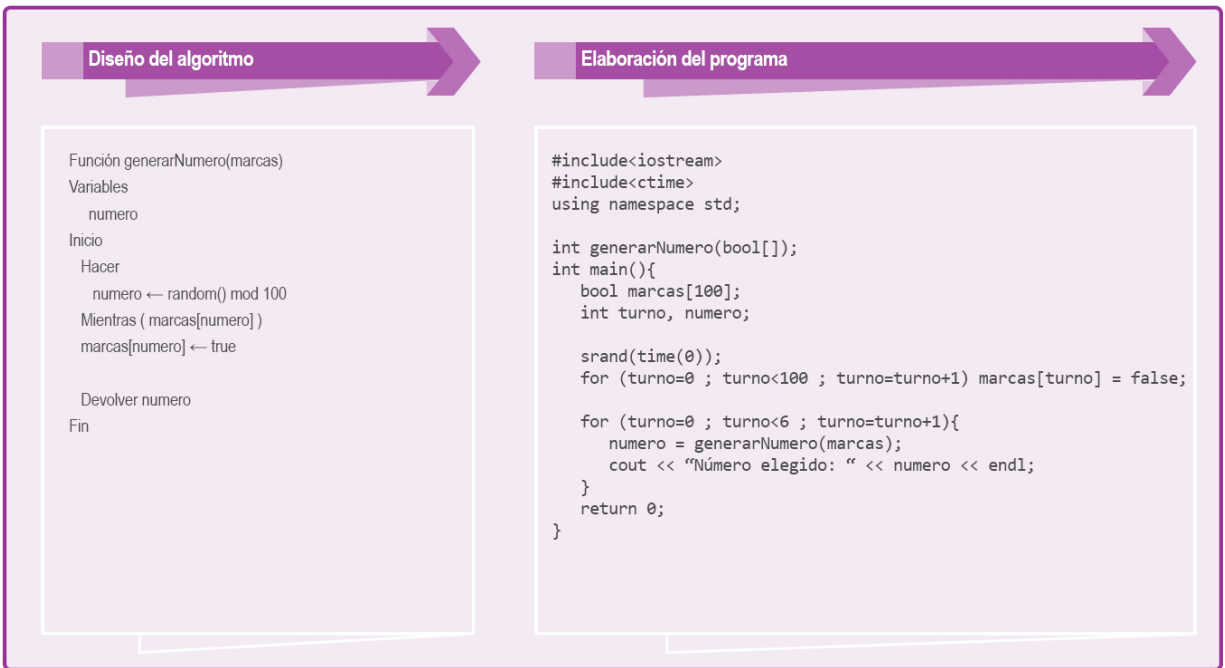 Diseño del algoritmo
Función generarNumero(marcas)
Variables
numero
Inicio
Hacer
numero ← random() mod 100
Mientras ( marcas[numero] )
marcas[numero] ← true
Devolver numero
Fin
Elaboración del programa
#include<iostream>
#include<ctime>
using namespace std;
int generarNumero(bool[]);
int main(){
bool marcas[100];
int turno, numero;
srand(time(0));
for (turno=0 ; turno<100 ; turno=turno+1) marcas[turno] = false;
for (turno=0 ; turno<6 ; turno=turno+1){
numero = generarNumero(marcas);
cout << “Número elegido: “ << numero << endl;
}
return 0;
}